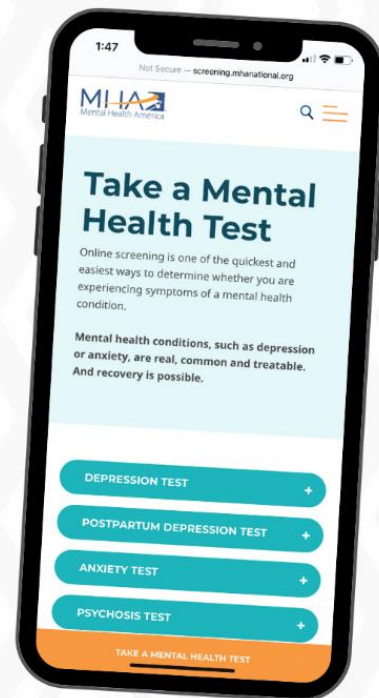 1:47
Not Secure — screening.mhanational.org
MHA
Mental Health America
Take a Mental
Health Test
Online screening is one of the quickest and
easiest ways to determine whether you are
experiencing symptoms of a mental health
condition.
Mental health conditions, such as depression
or anxiety, are real, common and treatable.
And recovery is possible.
DEPRESSION TEST +
POSTPARTUM DEPRESSION TEST +
ANXIETY TEST +
PSYCHOSIS TEST +
TAKE A MENTAL HEALTH TEST